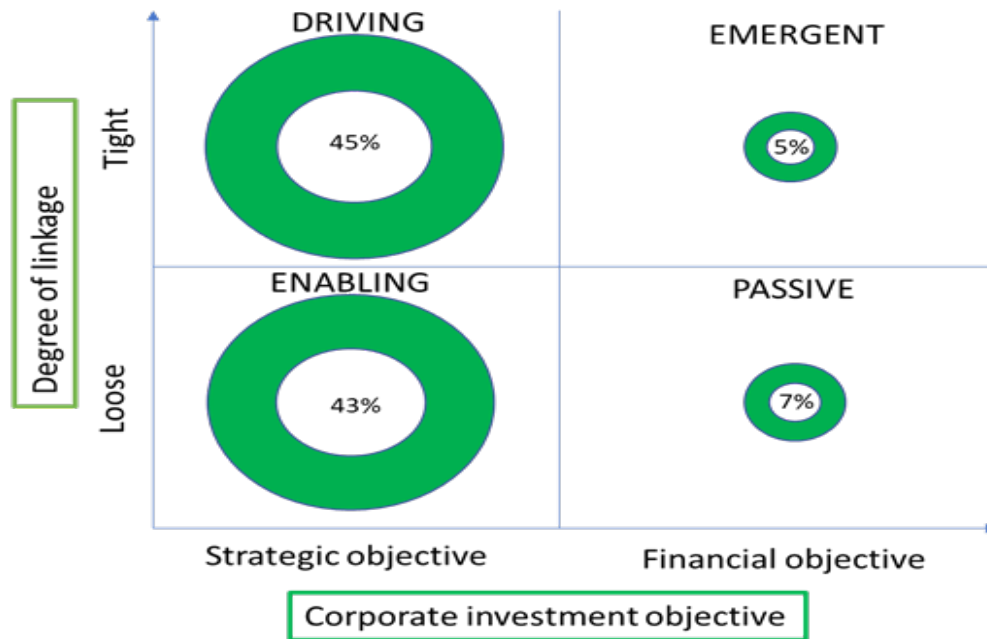 DRIVING
EMERGENT
45%
5%
Tight
Degree of linkage
ENABLING
PASSIVE
43%
7%
Loose
Strategic objective
Financial objective
Corporate investment objective